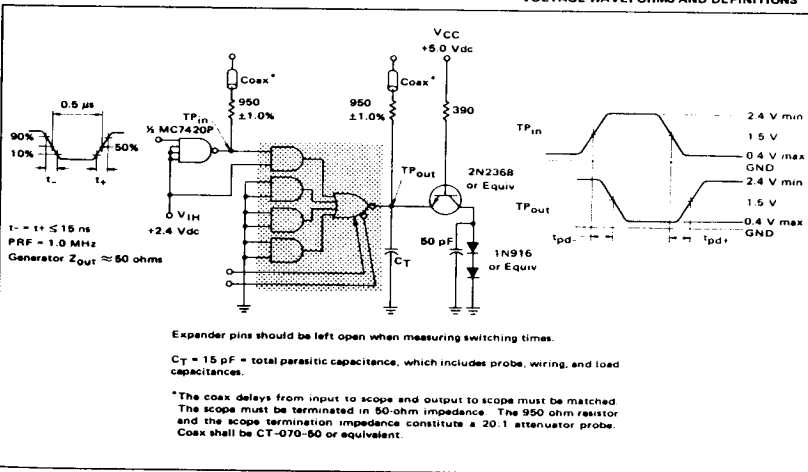 VOLTAGE WAVEFORMS AND DEFINITIONS
VCC
+5.0 Vdc
Coax*
Coax*
0.5 µs
950
±1.0%
950
±1.0%
390
TPin
½ MC7420P
90%
10%
50%
t-
t+
TPout
2N2368
or Equiv
VIH
+2.4 Vdc
50 pF
CT
1N916
or Equiv
t- = t+ ≤ 15 ns
PRF = 1.0 MHz
Generator Zout ≈ 50 ohms
TPin
2.4 V min
1.5 V
0.4 V max
GND
TPout
2.4 V min
1.5 V
0.4 V max
GND
tpd-
tpd+
Expander pins should be left open when measuring switching times.
CT = 15 pF = total parasitic capacitance, which includes probe, wiring, and load
capacitances.
*The coax delays from input to scope and output to scope must be matched.
The scope must be terminated in 50-ohm impedance. The 950 ohm resistor
and the scope termination impedance constitute a 20:1 attenuator probe.
Coax shall be CT-070-50 or equivalent.